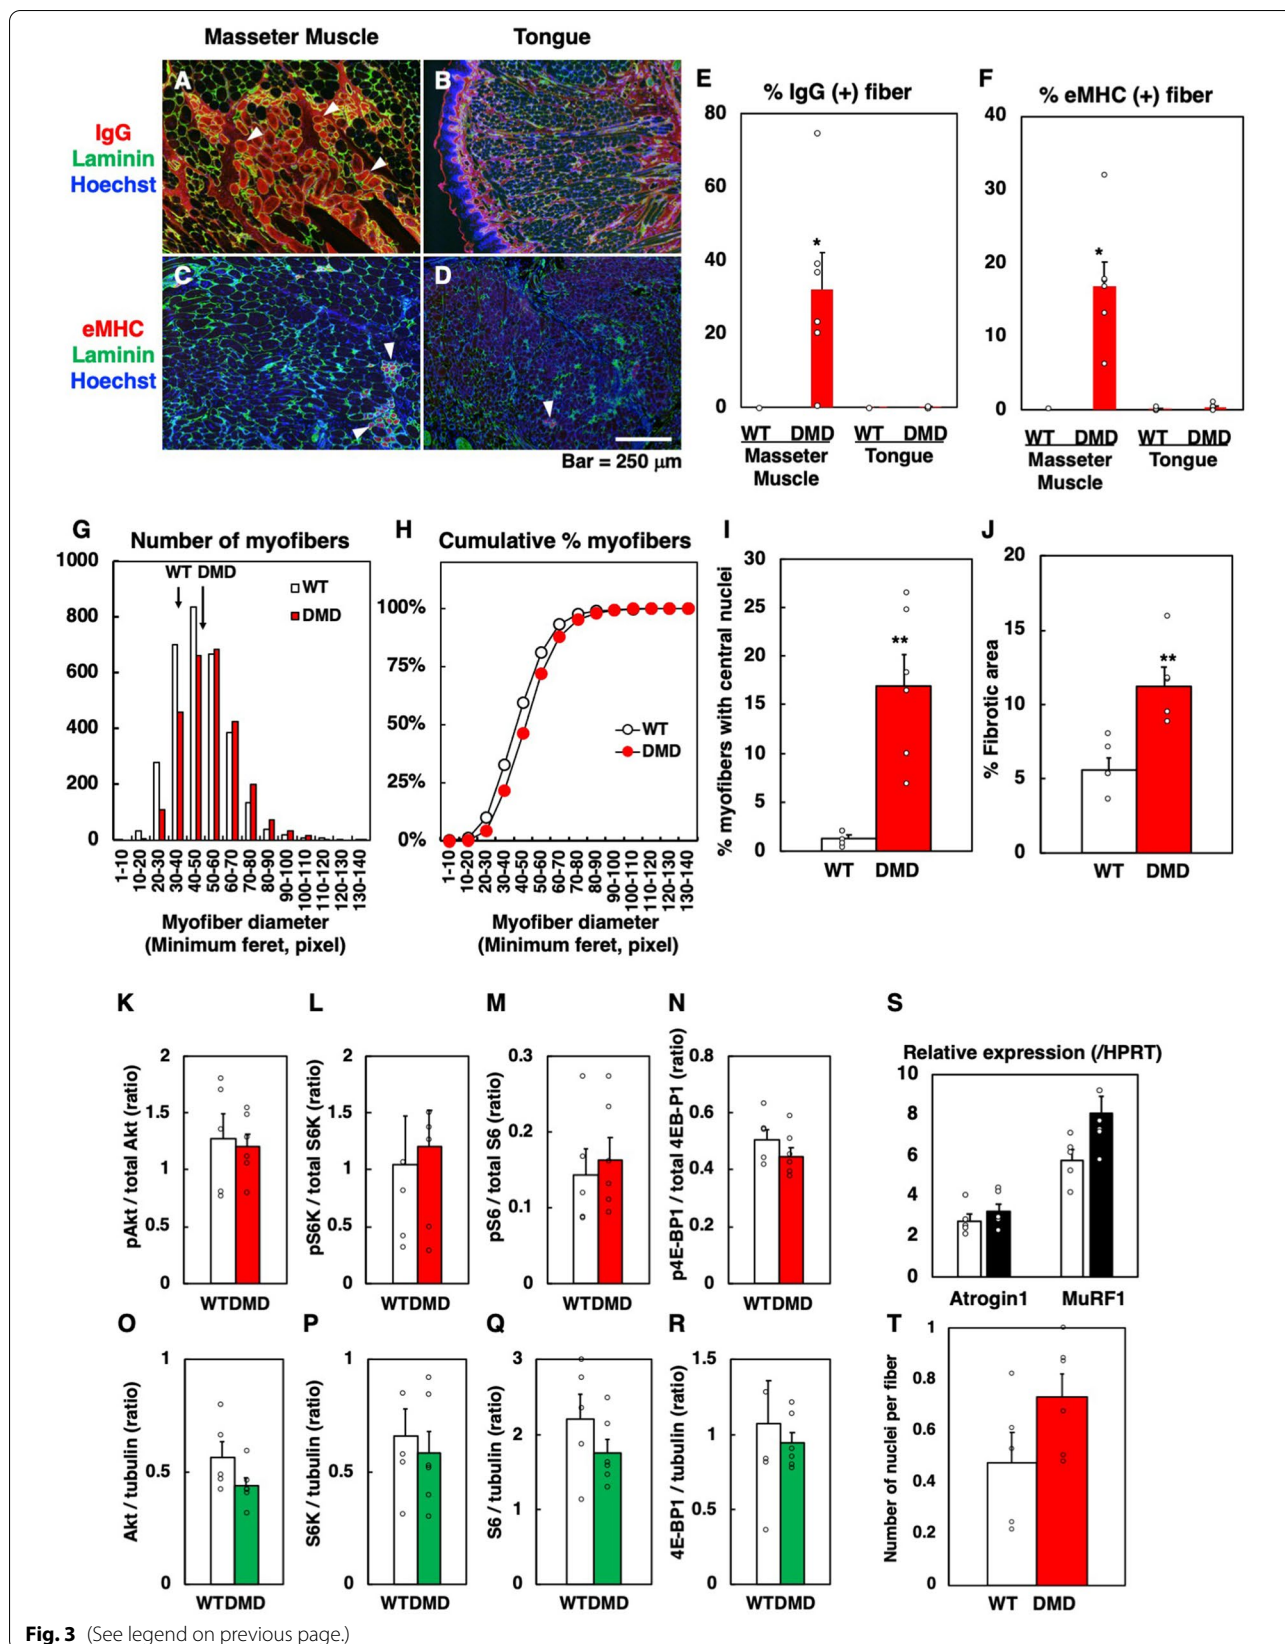 Masseter Muscle
Tongue
A
B
IgG
Laminin
Hoechst
C
D
eMHC
Laminin
Hoechst
Bar = 250 μm
E
% IgG (+) fiber
80
60
40
20
0
*
WT DMD WT DMD
Masseter Muscle
Tongue
F
% eMHC (+) fiber
40
30
20
10
0
*
WT DMD WT DMD
Masseter Muscle
Tongue
G
Number of myofibers
1000
800
600
400
200
0
WT DMD
WT
DMD
1-10
10-20
20-30
30-40
40-50
50-60
60-70
70-80
80-90
90-100
100-110
110-120
120-130
130-140
Myofiber diameter
(Minimum feret, pixel)
H
Cumulative % myofibers
100%
75%
50%
25%
0%
WT
DMD
1-10
10-20
20-30
30-40
40-50
50-60
60-70
70-80
80-90
90-100
100-110
110-120
120-130
130-140
Myofiber diameter
(Minimum feret, pixel)
I
% myofibers with central nuclei
30
25
20
15
10
5
0
**
WT DMD
J
% Fibrotic area
20
15
10
5
0
**
WT DMD
K
pAkt / total Akt (ratio)
2
1.5
1
0.5
0
WTDMD
L
pS6K / total S6K (ratio)
2
1.5
1
0.5
0
WTDMD
M
pS6 / total S6 (ratio)
0.3
0.2
0.1
0
WTDMD
N
p4E-BP1 / total 4EB-P1 (ratio)
0.8
0.6
0.4
0.2
0
WTDMD
S
Relative expression (/HPRT)
10
8
6
4
2
0
Atrogin1 MuRF1
O
Akt / tubulin (ratio)
1
0.5
0
WTDMD
P
S6K / tubulin (ratio)
1
0.5
0
WTDMD
Q
S6 / tubulin (ratio)
3
2
1
0
WTDMD
R
4E-BP1 / tubulin (ratio)
1.5
1
0.5
0
WTDMD
T
Number of nuclei per fiber
1
0.8
0.6
0.4
0.2
0
WT DMD
Fig. 3 (See legend on previous page.)